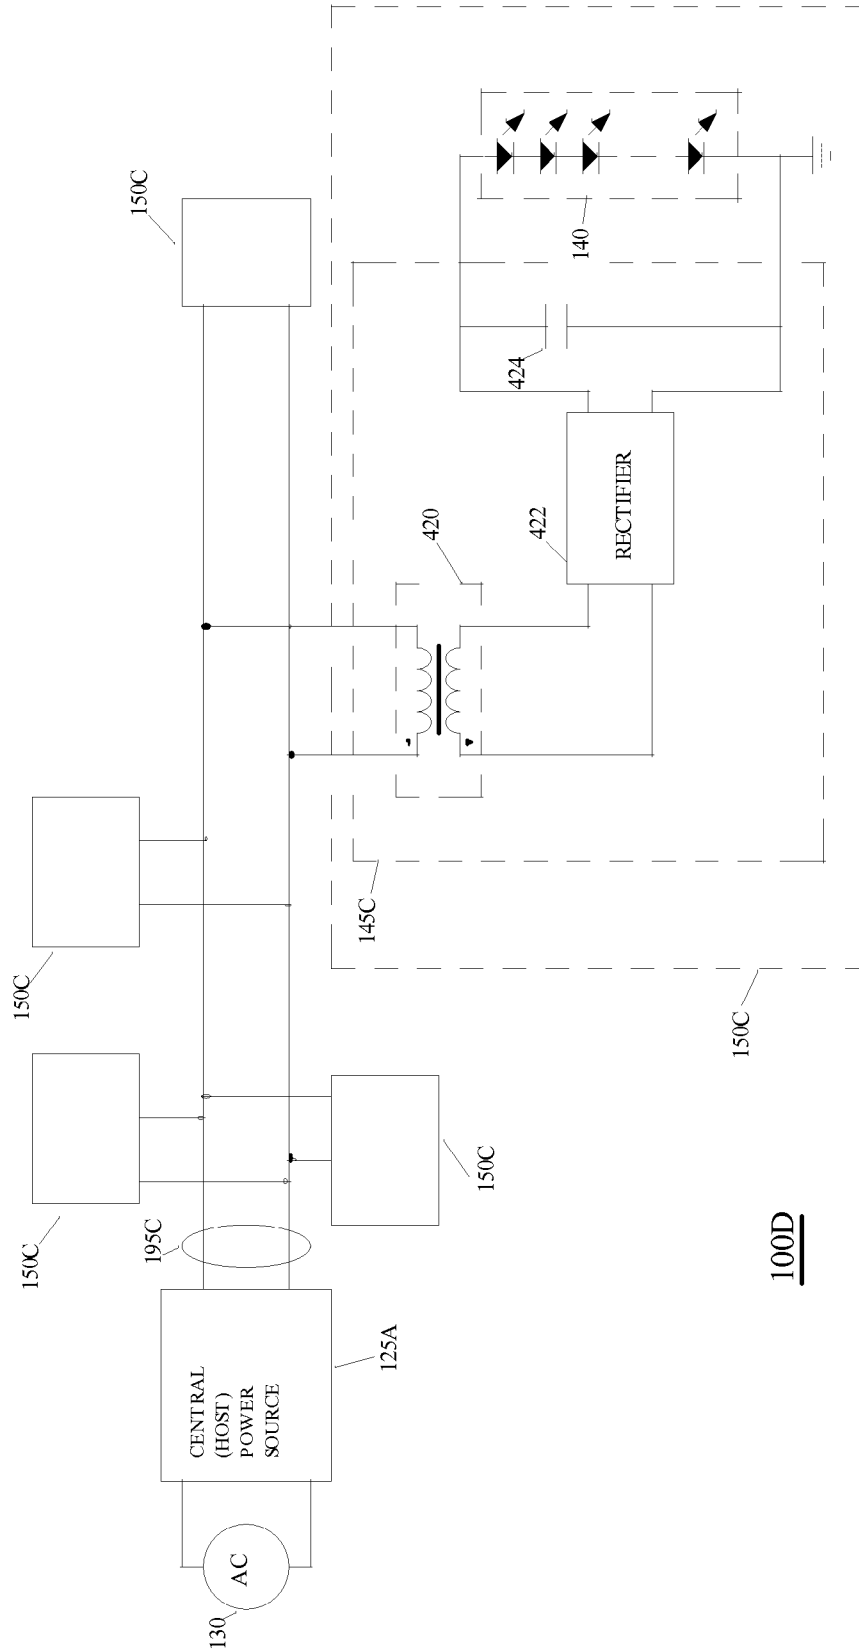 130
AC
CENTRAL
(HOST)
POWER
SOURCE
125A
195C
150C
150C
150C
150C
150C
145C
420
422
RECTIFIER
424
140
100D